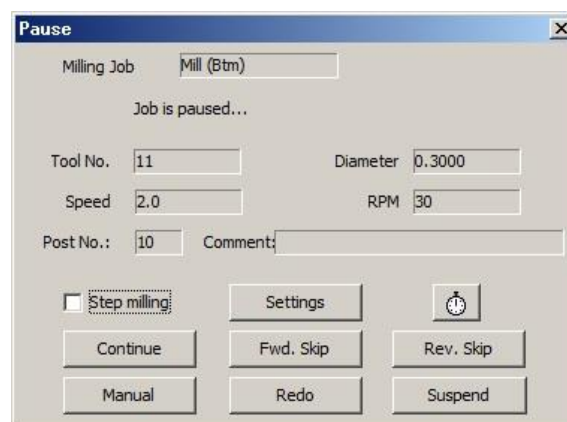 Pause
Milling Job Mill (Btm)
Job is paused...
Tool No. 11 Diameter 0.3000
Speed 2.0 RPM 30
Post No.: 10 Comment:
Step milling Settings
Continue Fwd. Skip Rev. Skip
Manual Redo Suspend